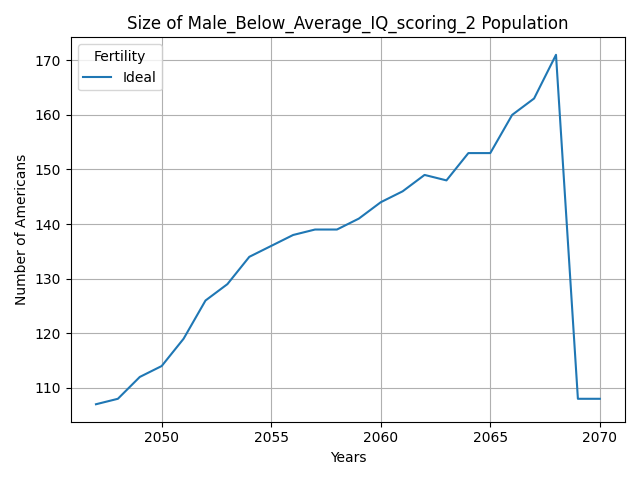 Size of Male_Below_Average_IQ_scoring_2 Population
Fertility
Ideal
Number of Americans
170
160
150
140
130
120
110
2050
2055
2060
2065
2070
Years